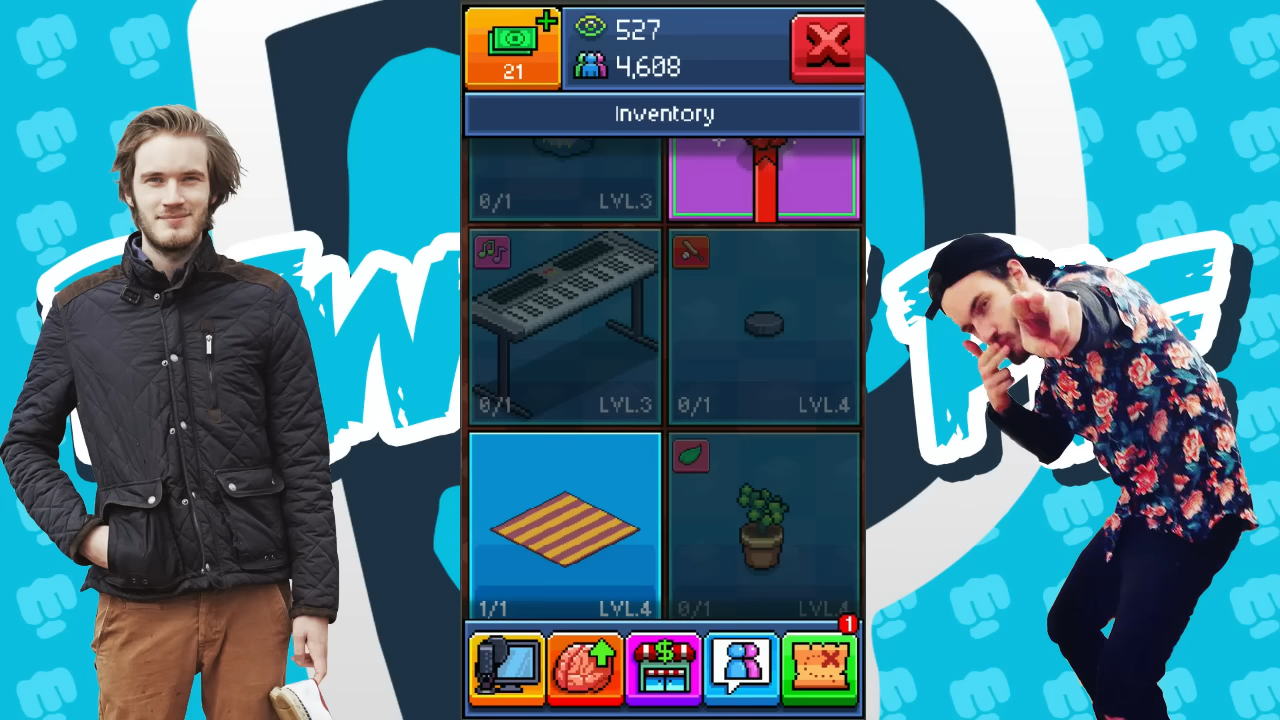 527
21
4,608
Inventory
0/1 LVL.3
0/1 LVL.3
0/1 LVL.4
1/1 LVL.4
0/1 LVL.4
1